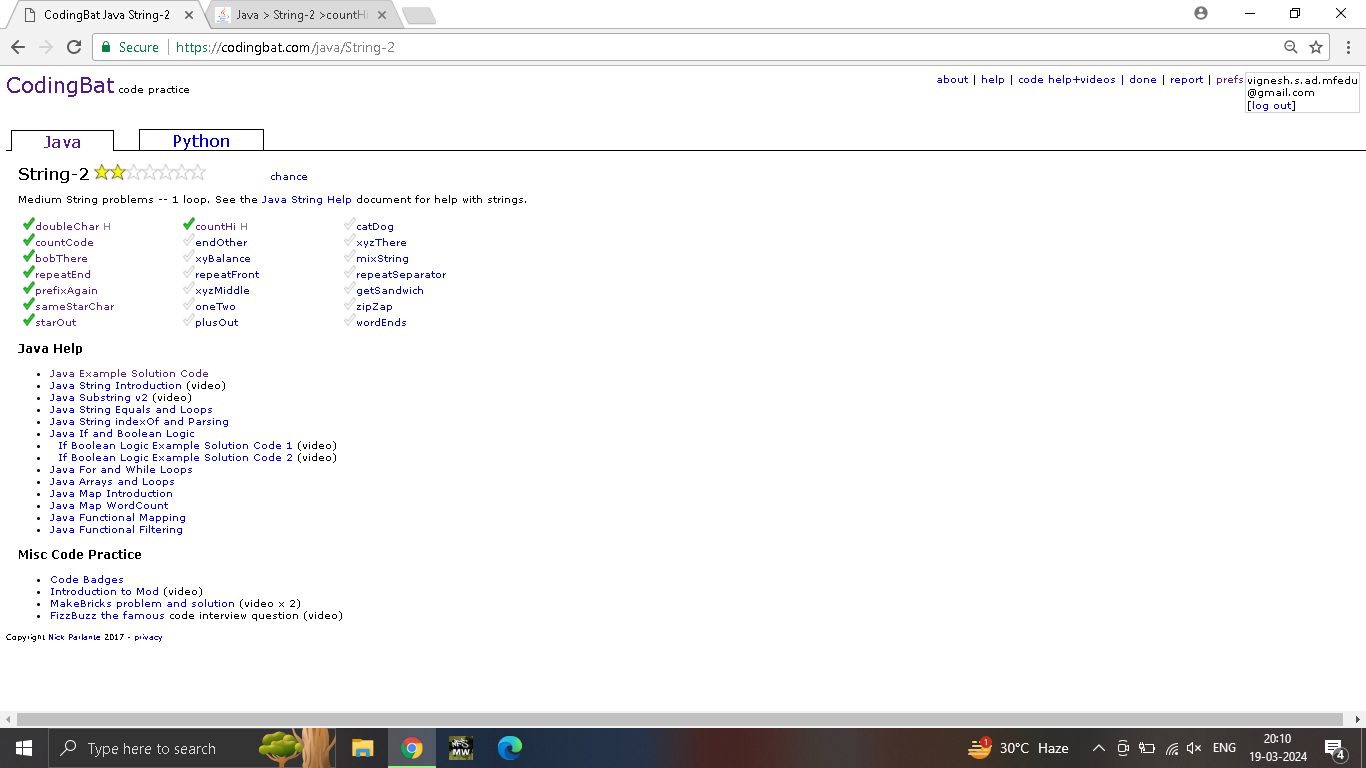 CodingBat Java String-2
Java > String-2 >countHi
Secure https://codingbat.com/java/String-2
CodingBat code practice
about | help | code help+videos | done | report | prefs
vignesh.s.ad.mfedu
@gmail.com
[log out]
Java
Python
String-2
chance
Medium String problems -- 1 loop. See the Java String Help document for help with strings.
doubleChar H countHi H catDog
countCode endOther xyzThere
bobThere xyBalance mixString
repeatEnd repeatFront repeatSeparator
prefixAgain xyzMiddle getSandwich
sameStarChar oneTwo zipZap
starOut plusOut wordEnds
Java Help
Java Example Solution Code
Java String Introduction (video)
Java Substring v2 (video)
Java String Equals and Loops
Java String indexOf and Parsing
Java If and Boolean Logic
If Boolean Logic Example Solution Code 1 (video)
If Boolean Logic Example Solution Code 2 (video)
Java For and While Loops
Java Arrays and Loops
Java Map Introduction
Java Map WordCount
Java Functional Mapping
Java Functional Filtering
Misc Code Practice
Code Badges
Introduction to Mod (video)
MakeBricks problem and solution (video x 2)
FizzBuzz the famous code interview question (video)
Copyright Nick Parlante 2017 - privacy
Type here to search
MW
1
30°C Haze
ENG
20:10
19-03-2024
4